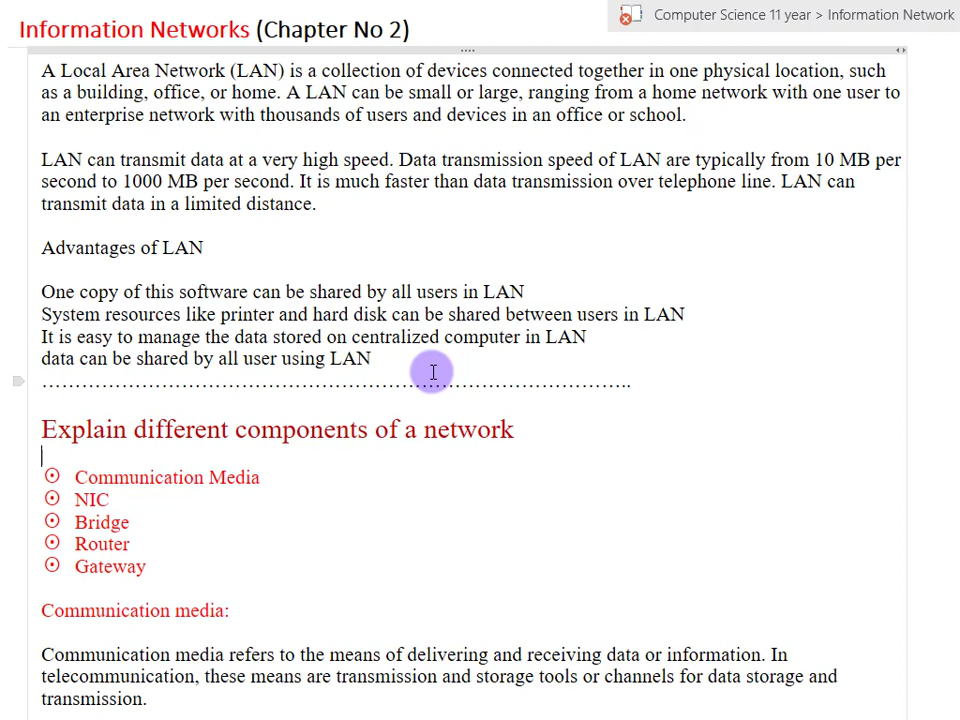 Information Networks (Chapter No 2)
Computer Science 11 year > Information Network
A Local Area Network (LAN) is a collection of devices connected together in one physical location, such
as a building, office, or home. A LAN can be small or large, ranging from a home network with one user to
an enterprise network with thousands of users and devices in an office or school.
LAN can transmit data at a very high speed. Data transmission speed of LAN are typically from 10 MB per
second to 1000 MB per second. It is much faster than data transmission over telephone line. LAN can
transmit data in a limited distance.
Advantages of LAN
One copy of this software can be shared by all users in LAN
System resources like printer and hard disk can be shared between users in LAN
It is easy to manage the data stored on centralized computer in LAN
data can be shared by all user using LAN
…………………………………………………………………………..
Explain different components of a network
Communication Media
NIC
Bridge
Router
Gateway
Communication media:
Communication media refers to the means of delivering and receiving data or information. In
telecommunication, these means are transmission and storage tools or channels for data storage and
transmission.